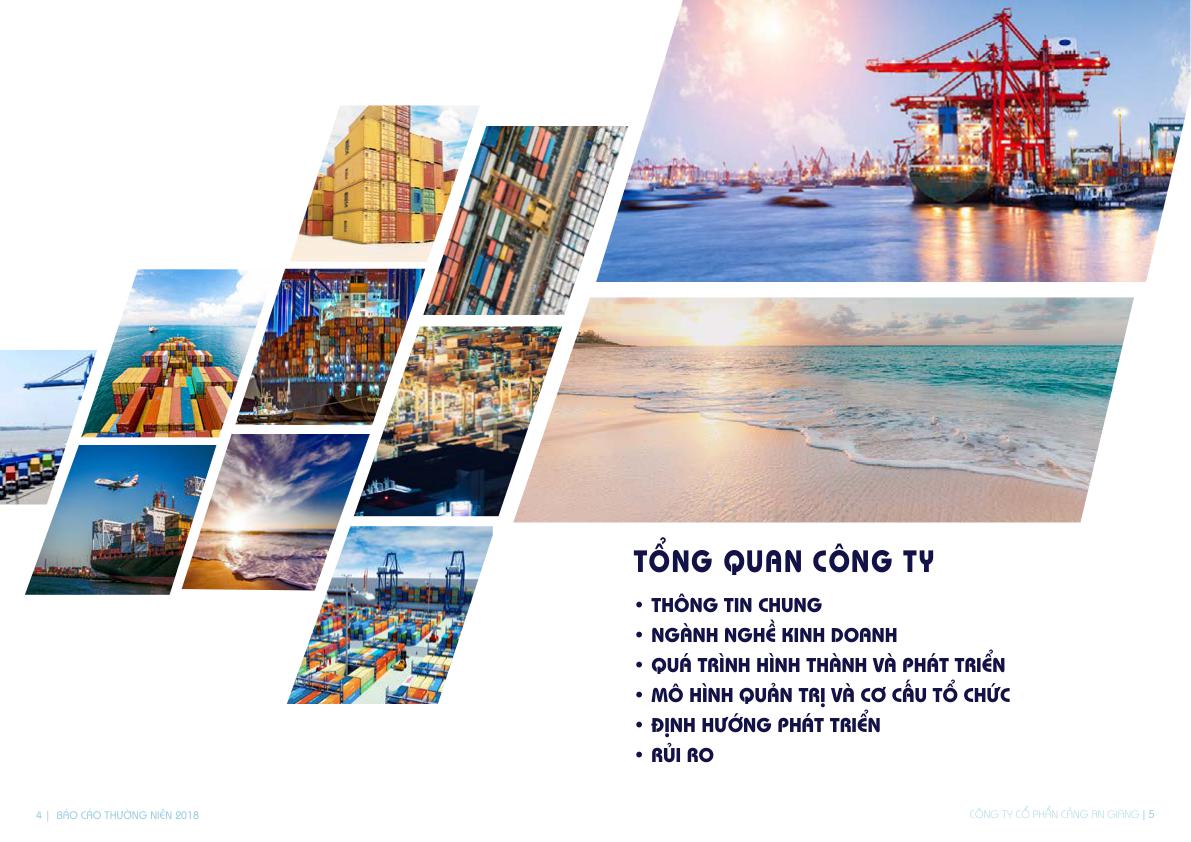 TỔNG QUAN CÔNG TY
• THÔNG TIN CHUNG
• NGÀNH NGHỀ KINH DOANH
• QUÁ TRÌNH HÌNH THÀNH VÀ PHÁT TRIỂN
• MÔ HÌNH QUẢN TRỊ VÀ CƠ CẤU TỔ CHỨC
• ĐỊNH HƯỚNG PHÁT TRIỂN
• RỦI RO
4 | BÁO CÁO THƯỜNG NIÊN 2018
CÔNG TY CỔ PHẦN CẢNG AN GIANG | 5